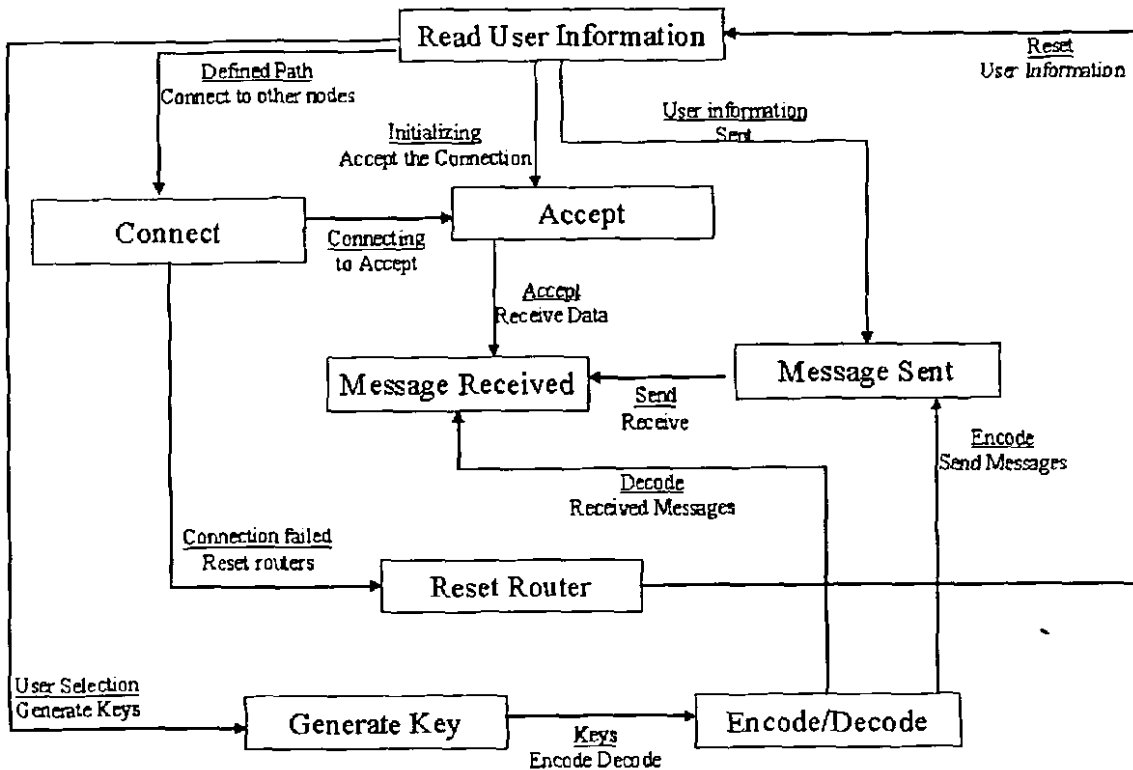 Read User Information
Reset
User Information
Defined Path
Connect to other nodes
User information
Sent
Initializing
Accept the Connection
Accept
Connect
Connecting
to Accept
Accept
Receive Data
Message Received
Message Sent
Send
Receive
Encode
Send Messages
Decode
Received Messages
Connection failed
Reset routers
Reset Router
User Selection
Generate Keys
Generate Key
Keys
Encode Decode
Encode/Decode